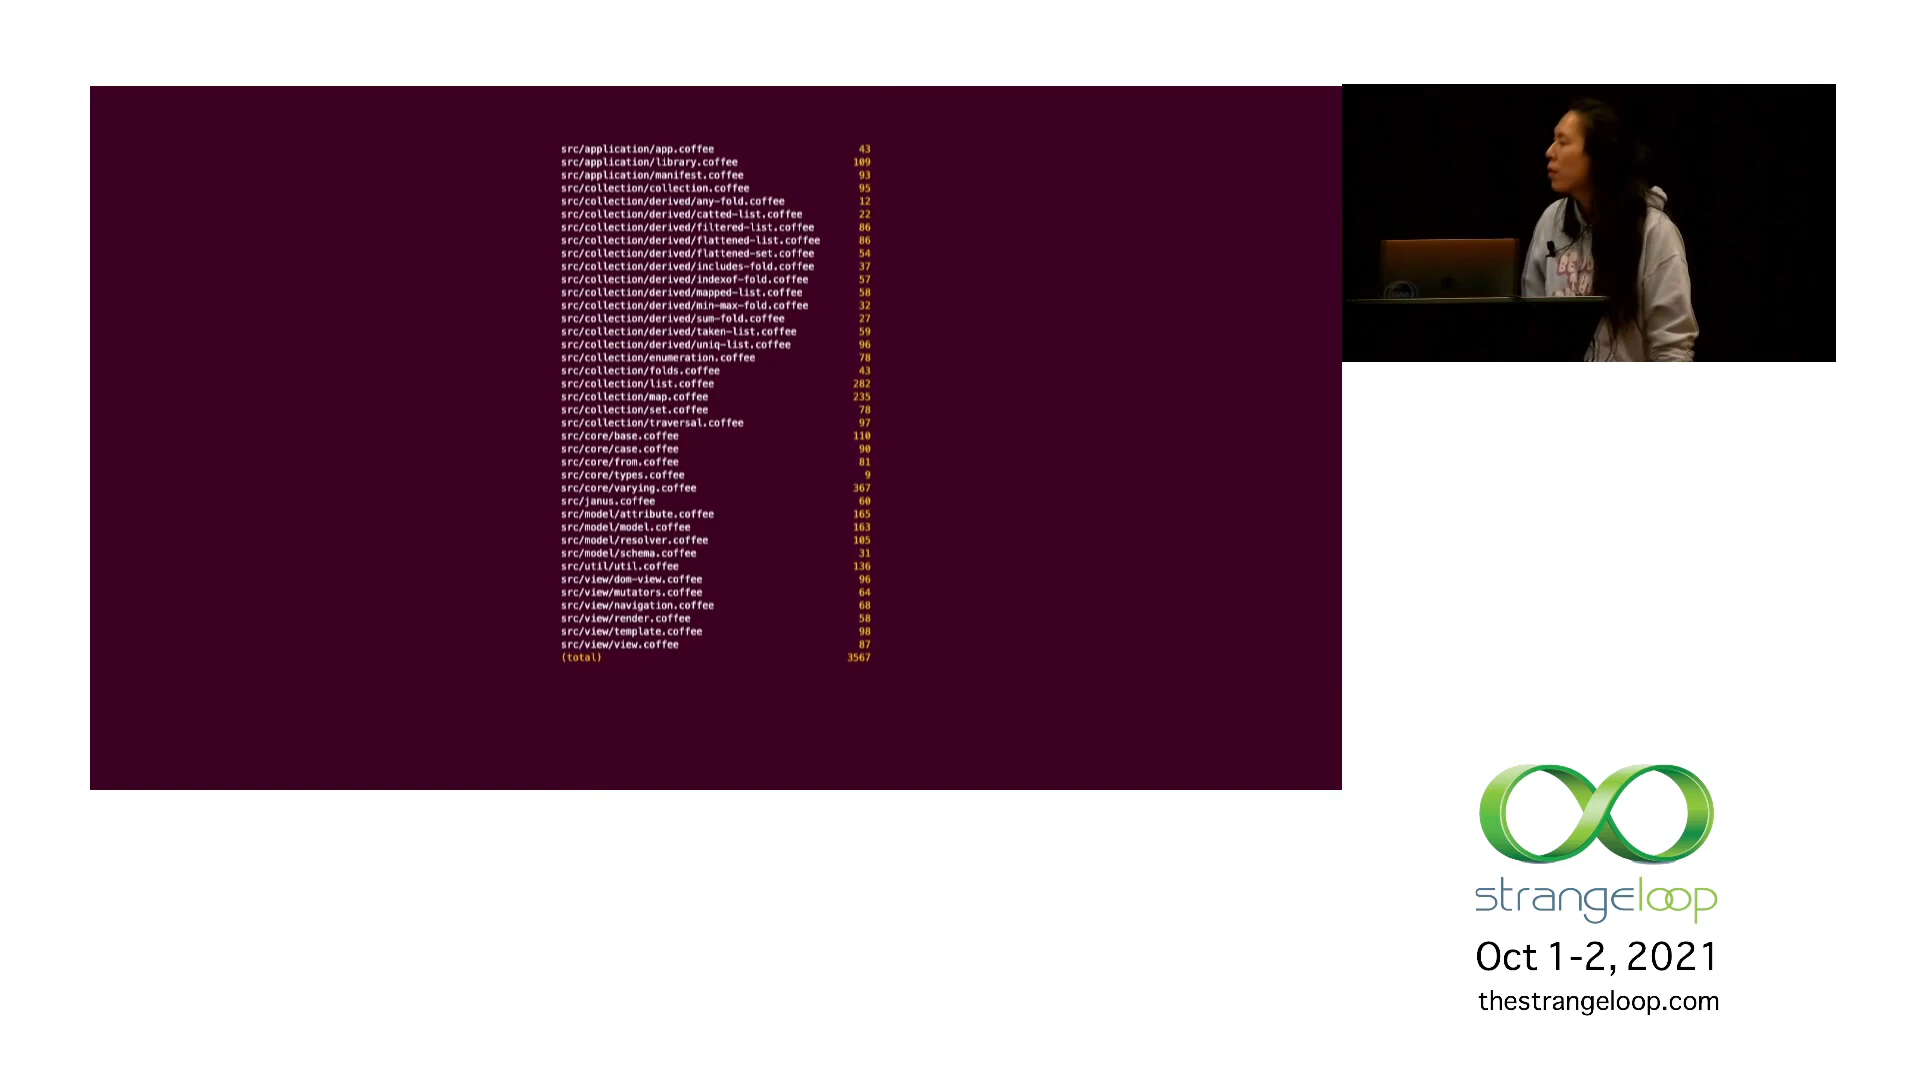 src/application/app.coffee 43
src/application/library.coffee 109
src/application/manifest.coffee 93
src/collection/collection.coffee 95
src/collection/derived/any-fold.coffee 12
src/collection/derived/catted-list.coffee 22
src/collection/derived/filtered-list.coffee 86
src/collection/derived/flattened-list.coffee 86
src/collection/derived/flattened-set.coffee 54
src/collection/derived/includes-fold.coffee 37
src/collection/derived/indexof-fold.coffee 57
src/collection/derived/mapped-list.coffee 58
src/collection/derived/min-max-fold.coffee 32
src/collection/derived/sum-fold.coffee 27
src/collection/derived/taken-list.coffee 59
src/collection/derived/uniq-list.coffee 96
src/collection/enumeration.coffee 78
src/collection/folds.coffee 43
src/collection/list.coffee 282
src/collection/map.coffee 235
src/collection/set.coffee 78
src/collection/traversal.coffee 97
src/core/base.coffee 110
src/core/case.coffee 90
src/core/from.coffee 81
src/core/types.coffee 9
src/core/varying.coffee 367
src/janus.coffee 60
src/model/attribute.coffee 165
src/model/model.coffee 163
src/model/resolver.coffee 105
src/model/schema.coffee 31
src/util/util.coffee 136
src/view/dom-view.coffee 96
src/view/mutators.coffee 64
src/view/navigation.coffee 68
src/view/render.coffee 58
src/view/template.coffee 98
src/view/view.coffee 87
(total) 3567
strangeloop
Oct 1-2, 2021
thestrangeloop.com